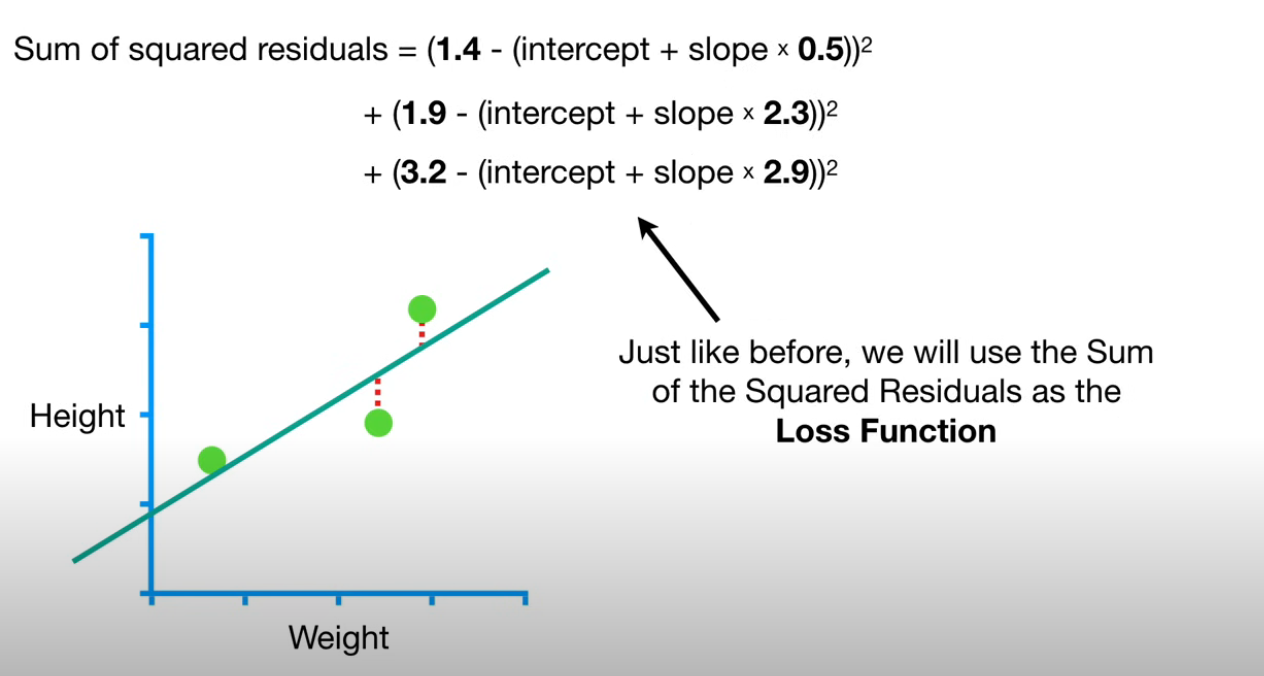 Sum of squared residuals = (1.4 - (intercept + slope × 0.5))²
+ (1.9 - (intercept + slope × 2.3))²
+ (3.2 - (intercept + slope × 2.9))²
Just like before, we will use the Sum
of the Squared Residuals as the
Loss Function
Height
Weight